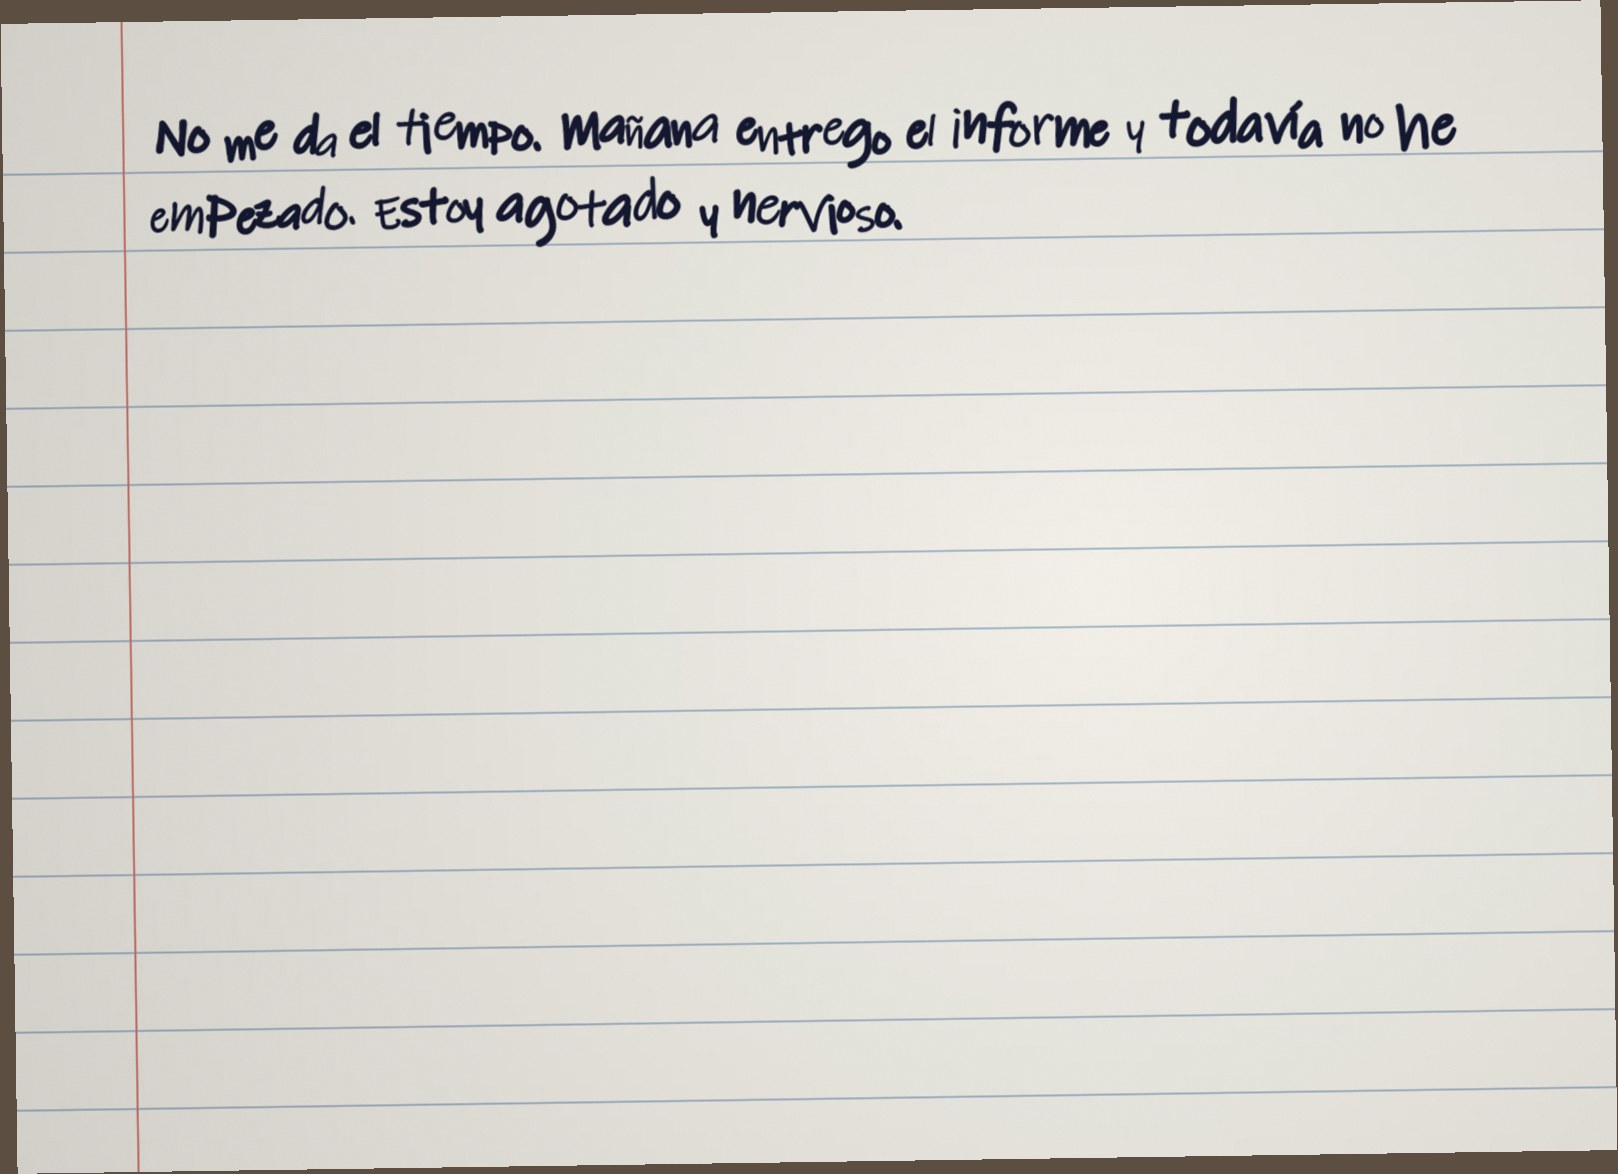 No me da el tiempo. Mañana entrego el informe y todavía no he
empezado. Estoy agotado y nervioso.